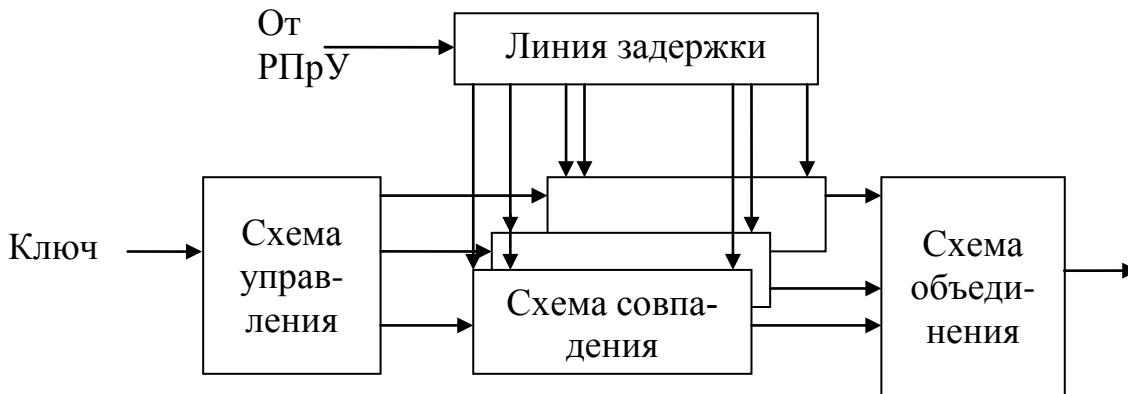 От
РПрУ
Линия задержки
Ключ
Схема
управ-
ления
Схема совпа-
дения
Схема
объеди-
нения